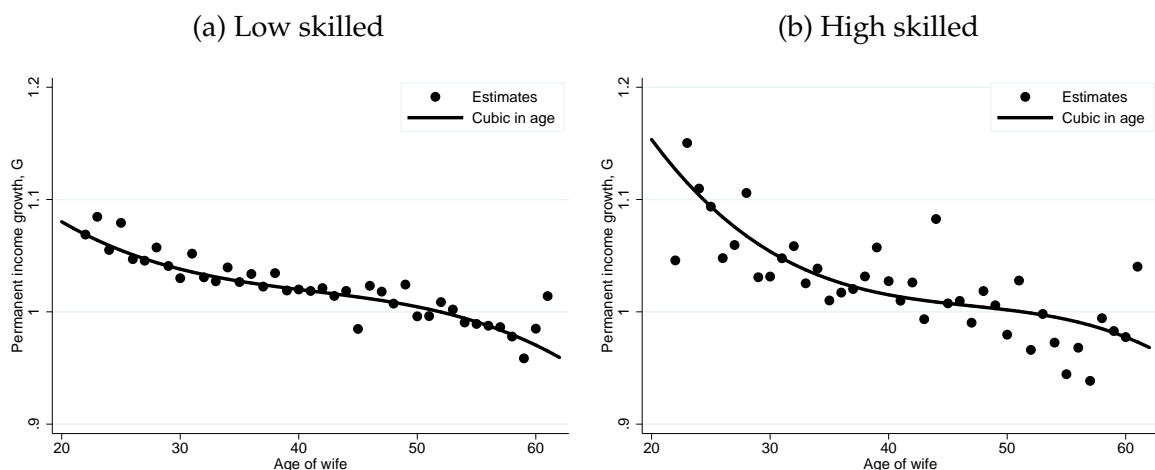 (a) Low skilled
Permanent income growth, G
1.2
1.1
1
.9
20 30 40 50 60
Age of wife
Estimates
Cubic in age
(b) High skilled
Permanent income growth, G
1.2
1.1
1
.9
20 30 40 50 60
Age of wife
Estimates
Cubic in age